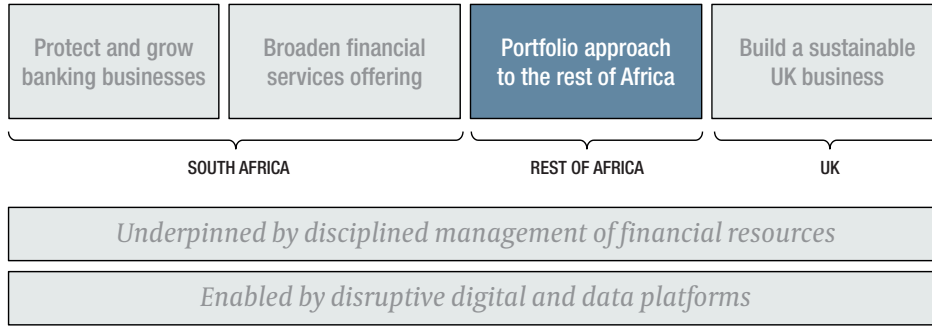 Protect and grow
banking businesses
Broaden financial
services offering
Portfolio approach
to the rest of Africa
Build a sustainable
UK business
SOUTH AFRICA
REST OF AFRICA
UK
Underpinned by disciplined management of financial resources
Enabled by disruptive digital and data platforms